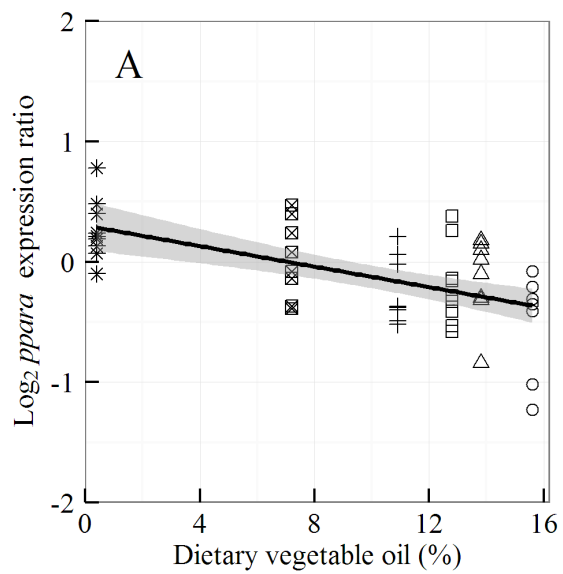 A
2
1
0
-1
-2
Log2 ppara expression ratio
0 4 8 12 16
Dietary vegetable oil (%)